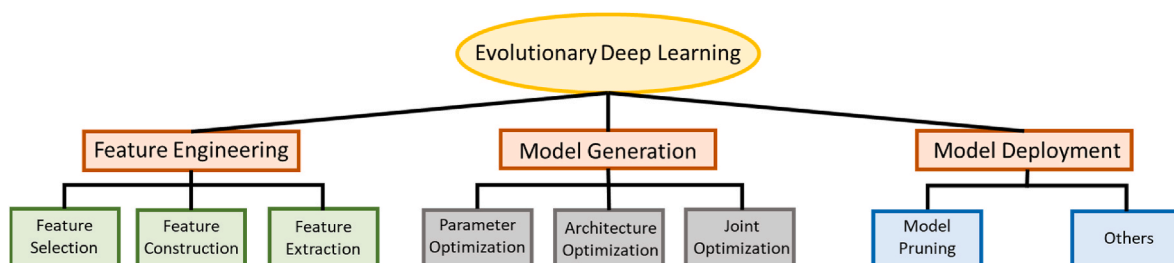 Evolutionary Deep Learning
Feature Engineering
Model Generation
Model Deployment
Feature
Selection
Feature
Construction
Feature
Extraction
Parameter
Optimization
Architecture
Optimization
Joint
Optimization
Model
Pruning
Others